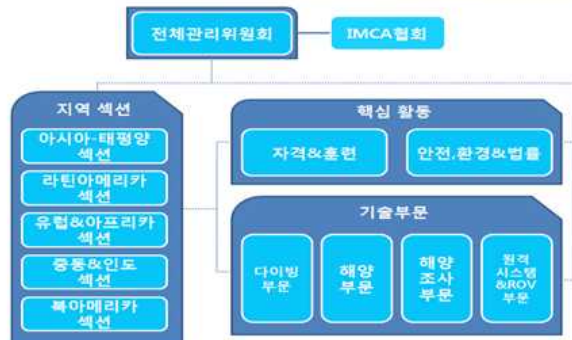 전체관리위원회
IMCA협회
지역 섹션
아시아-태평양
섹션
라틴아메리카
섹션
유럽&아프리카
섹션
중동&인도
섹션
북아메리카
섹션
핵심 활동
자격&훈련
안전,환경&법률
기술부문
다이빙
부문
해양
부문
해양
조사
부문
원격
시스템
&ROV
부문